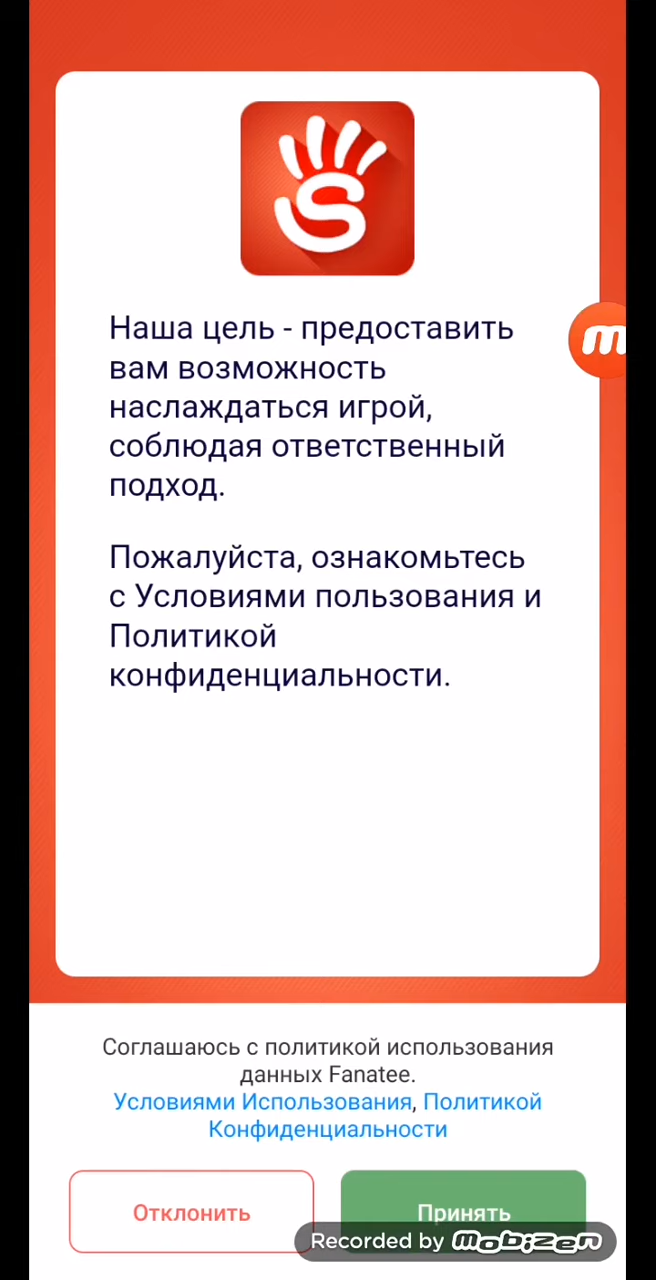 S
m
Наша цель - предоставить
вам возможность
наслаждаться игрой,
соблюдая ответственный
подход.
Пожалуйста, ознакомьтесь
с Условиями пользования и
Политикой
конфиденциальности.
Соглашаюсь с политикой использования
данных Fanatee.
Условиями Использования, Политикой
Конфиденциальности
Отклонить
Принять
Recorded by mobizen